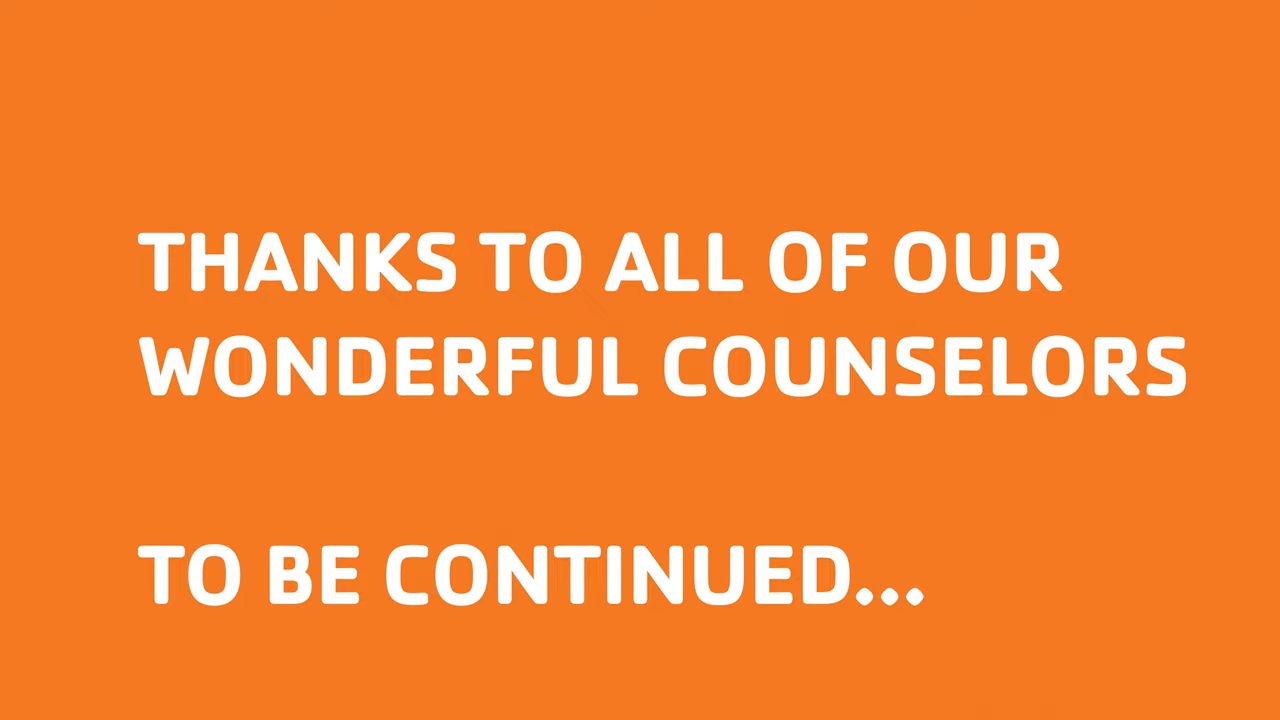 THANKS TO ALL OF OUR
WONDERFUL COUNSELORS
TO BE CONTINUED...